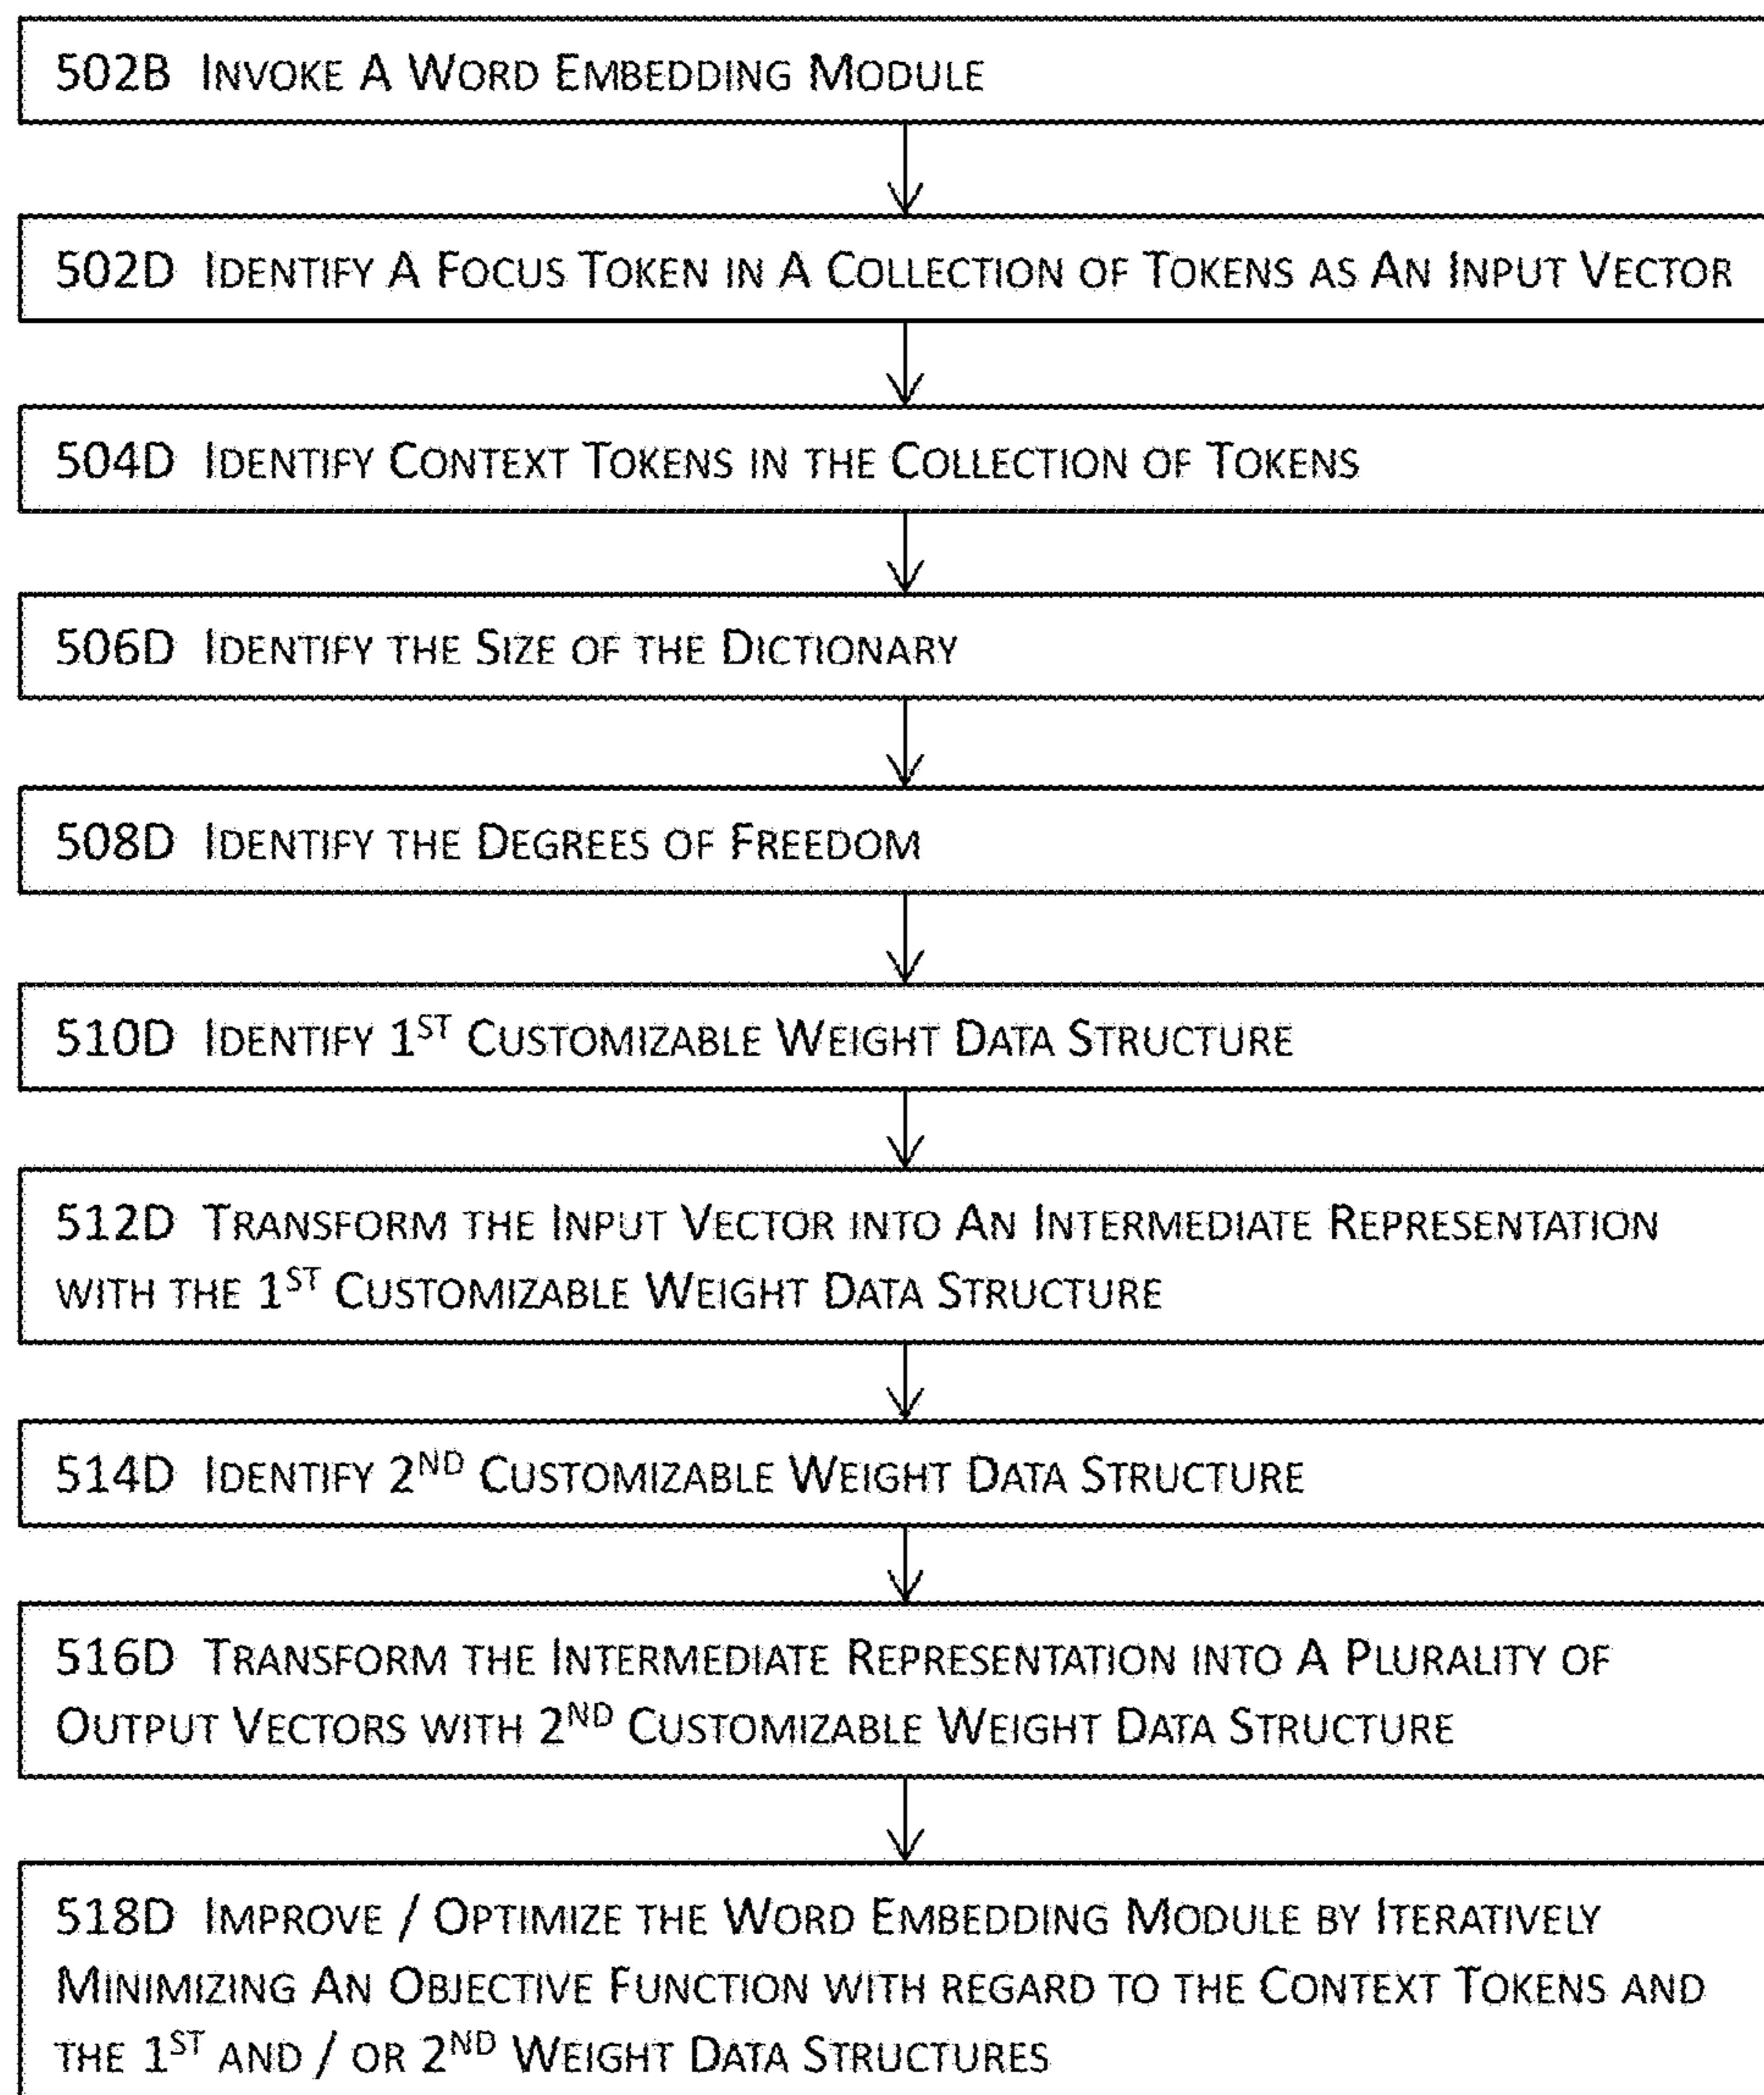 502B INVOKE A WORD EMBEDDING MODULE
502D IDENTIFY A FOCUS TOKEN IN A COLLECTION OF TOKENS AS AN INPUT VECTOR
504D IDENTIFY CONTEXT TOKENS IN THE COLLECTION OF TOKENS
506D IDENTIFY THE SIZE OF THE DICTIONARY
508D IDENTIFY THE DEGREES OF FREEDOM
510D IDENTIFY 1ST CUSTOMIZABLE WEIGHT DATA STRUCTURE
512D TRANSFORM THE INPUT VECTOR INTO AN INTERMEDIATE REPRESENTATION
WITH THE 1ST CUSTOMIZABLE WEIGHT DATA STRUCTURE
514D IDENTIFY 2ND CUSTOMIZABLE WEIGHT DATA STRUCTURE
516D TRANSFORM THE INTERMEDIATE REPRESENTATION INTO A PLURALITY OF
OUTPUT VECTORS WITH 2ND CUSTOMIZABLE WEIGHT DATA STRUCTURE
518D IMPROVE / OPTIMIZE THE WORD EMBEDDING MODULE BY ITERATIVELY
MINIMIZING AN OBJECTIVE FUNCTION WITH REGARD TO THE CONTEXT TOKENS AND
THE 1ST AND / OR 2ND WEIGHT DATA STRUCTURES